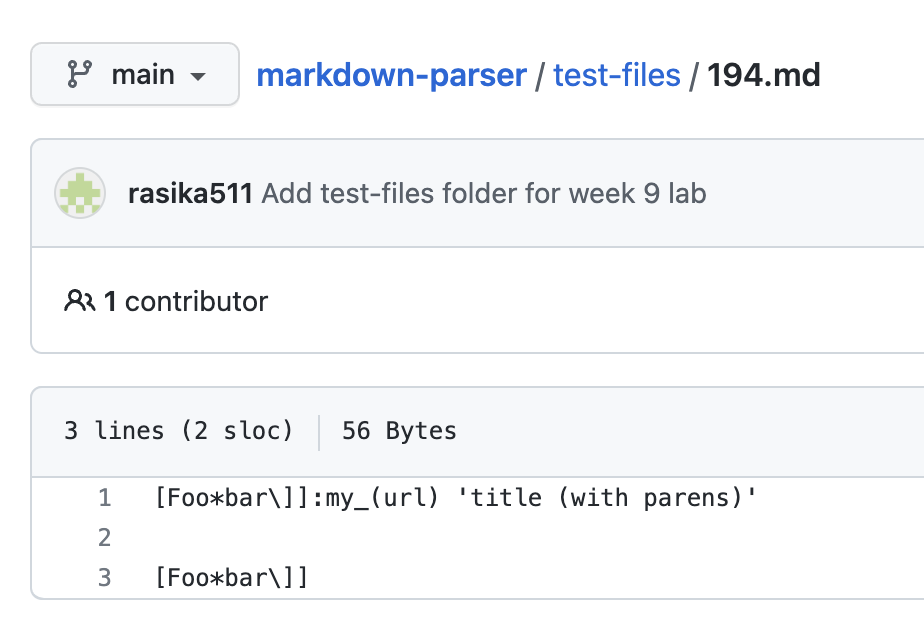 main
markdown-parser / test-files / 194.md
rasika511 Add test-files folder for week 9 lab
1 contributor
3 lines (2 sloc) 56 Bytes
1 [Foo*bar\]]:my_(url) 'title (with parens)'
2
3 [Foo*bar\]]